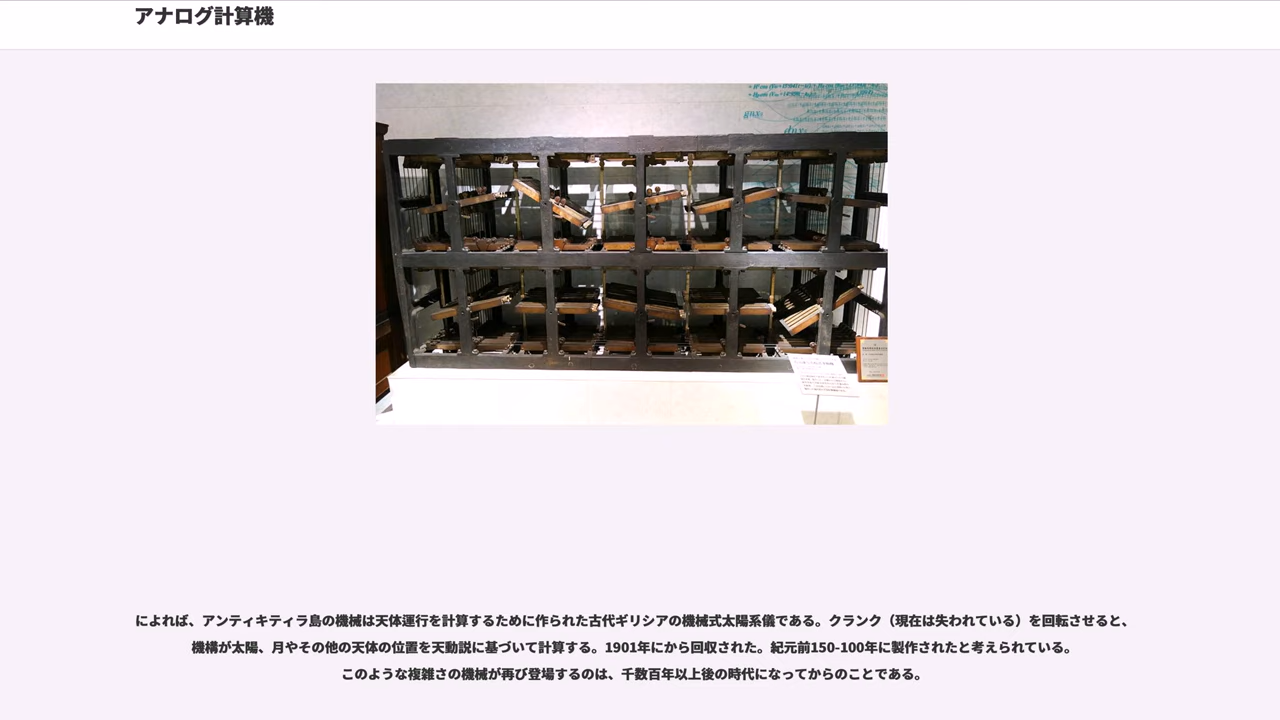 アナログ計算機
によれば、アンティキティラ島の機械は天体運行を計算するために作られた古代ギリシアの機械式太陽系儀である。クランク（現在は失われている）を回転させると、
機構が太陽、月やその他の天体の位置を天動説に基づいて計算する。1901年にから回収された。紀元前150-100年に製作されたと考えられている。
このような複雑さの機械が再び登場するのは、千数百年以上後の時代になってからのことである。